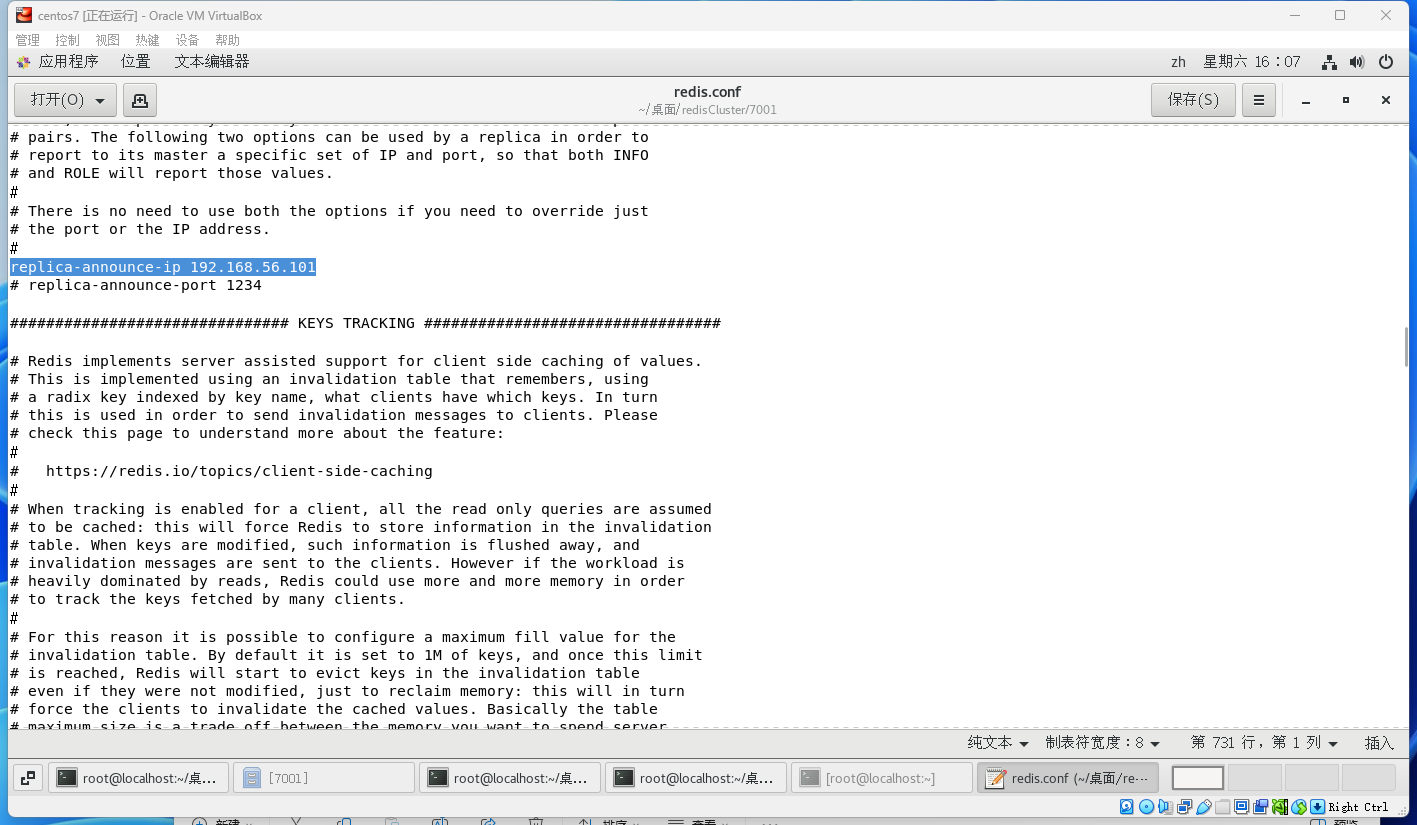 centos7 [正在运行] - Oracle VM VirtualBox
管理 控制 视图 热键 设备 帮助
应用程序 位置 文本编辑器 zh 星期六 16：07
打开(O) redis.conf 保存(S)
~/桌面/redisCluster/7001
# pairs. The following two options can be used by a replica in order to
# report to its master a specific set of IP and port, so that both INFO
# and ROLE will report those values.
#
# There is no need to use both the options if you need to override just
# the port or the IP address.
#
replica-announce-ip 192.168.56.101
# replica-announce-port 1234
############################### KEYS TRACKING #################################
# Redis implements server assisted support for client side caching of values.
# This is implemented using an invalidation table that remembers, using
# a radix key indexed by key name, what clients have which keys. In turn
# this is used in order to send invalidation messages to clients. Please
# check this page to understand more about the feature:
#
#   https://redis.io/topics/client-side-caching
#
# When tracking is enabled for a client, all the read only queries are assumed
# to be cached: this will force Redis to store information in the invalidation
# table. When keys are modified, such information is flushed away, and
# invalidation messages are sent to the clients. However if the workload is
# heavily dominated by reads, Redis could use more and more memory in order
# to track the keys fetched by many clients.
#
# For this reason it is possible to configure a maximum fill value for the
# invalidation table. By default it is set to 1M of keys, and once this limit
# is reached, Redis will start to evict keys in the invalidation table
# even if they were not modified, just to reclaim memory: this will in turn
# force the clients to invalidate the cached values. Basically the table
# maximum size is a trade off between the memory you want to spend server
纯文本 制表符宽度：8 第 731 行，第 1 列 插入
root@localhost:~/桌… [7001] root@localhost:~/桌… root@localhost:~/桌… [root@localhost:~] redis.conf (~/桌面/re…
Right Ctrl
新建 排序 查看 预览